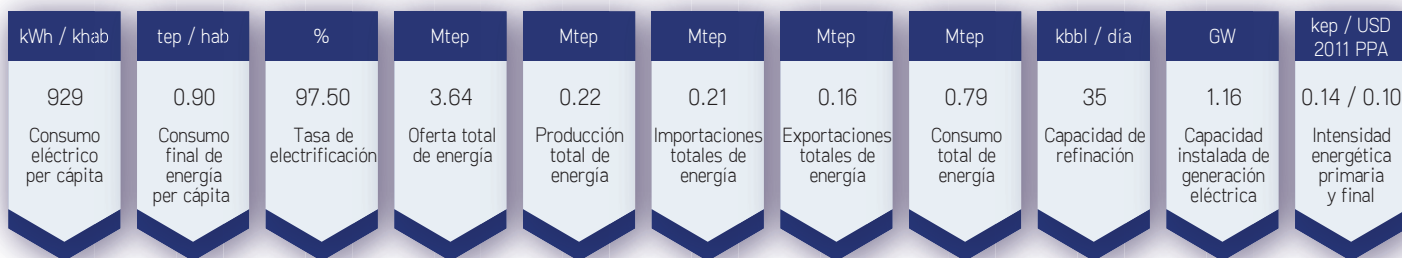 kWh / khab
929
Consumo
eléctrico
per cápita
tep / hab
0.90
Consumo
final de
energía
per cápita
%
97.50
Tasa de
electrificación
Mtep
3.64
Oferta total
de energía
Mtep
0.22
Producción
total de
energía
Mtep
0.21
Importaciones
totales de
energía
Mtep
0.16
Exportaciones
totales de
energía
Mtep
0.79
Consumo
total de
energía
kbbl / día
35
Capacidad de
refinación
GW
1.16
Capacidad
instalada de
generación
eléctrica
kep / USD
2011 PPA
0.14 / 0.10
Intensidad
energética
primaria
y final